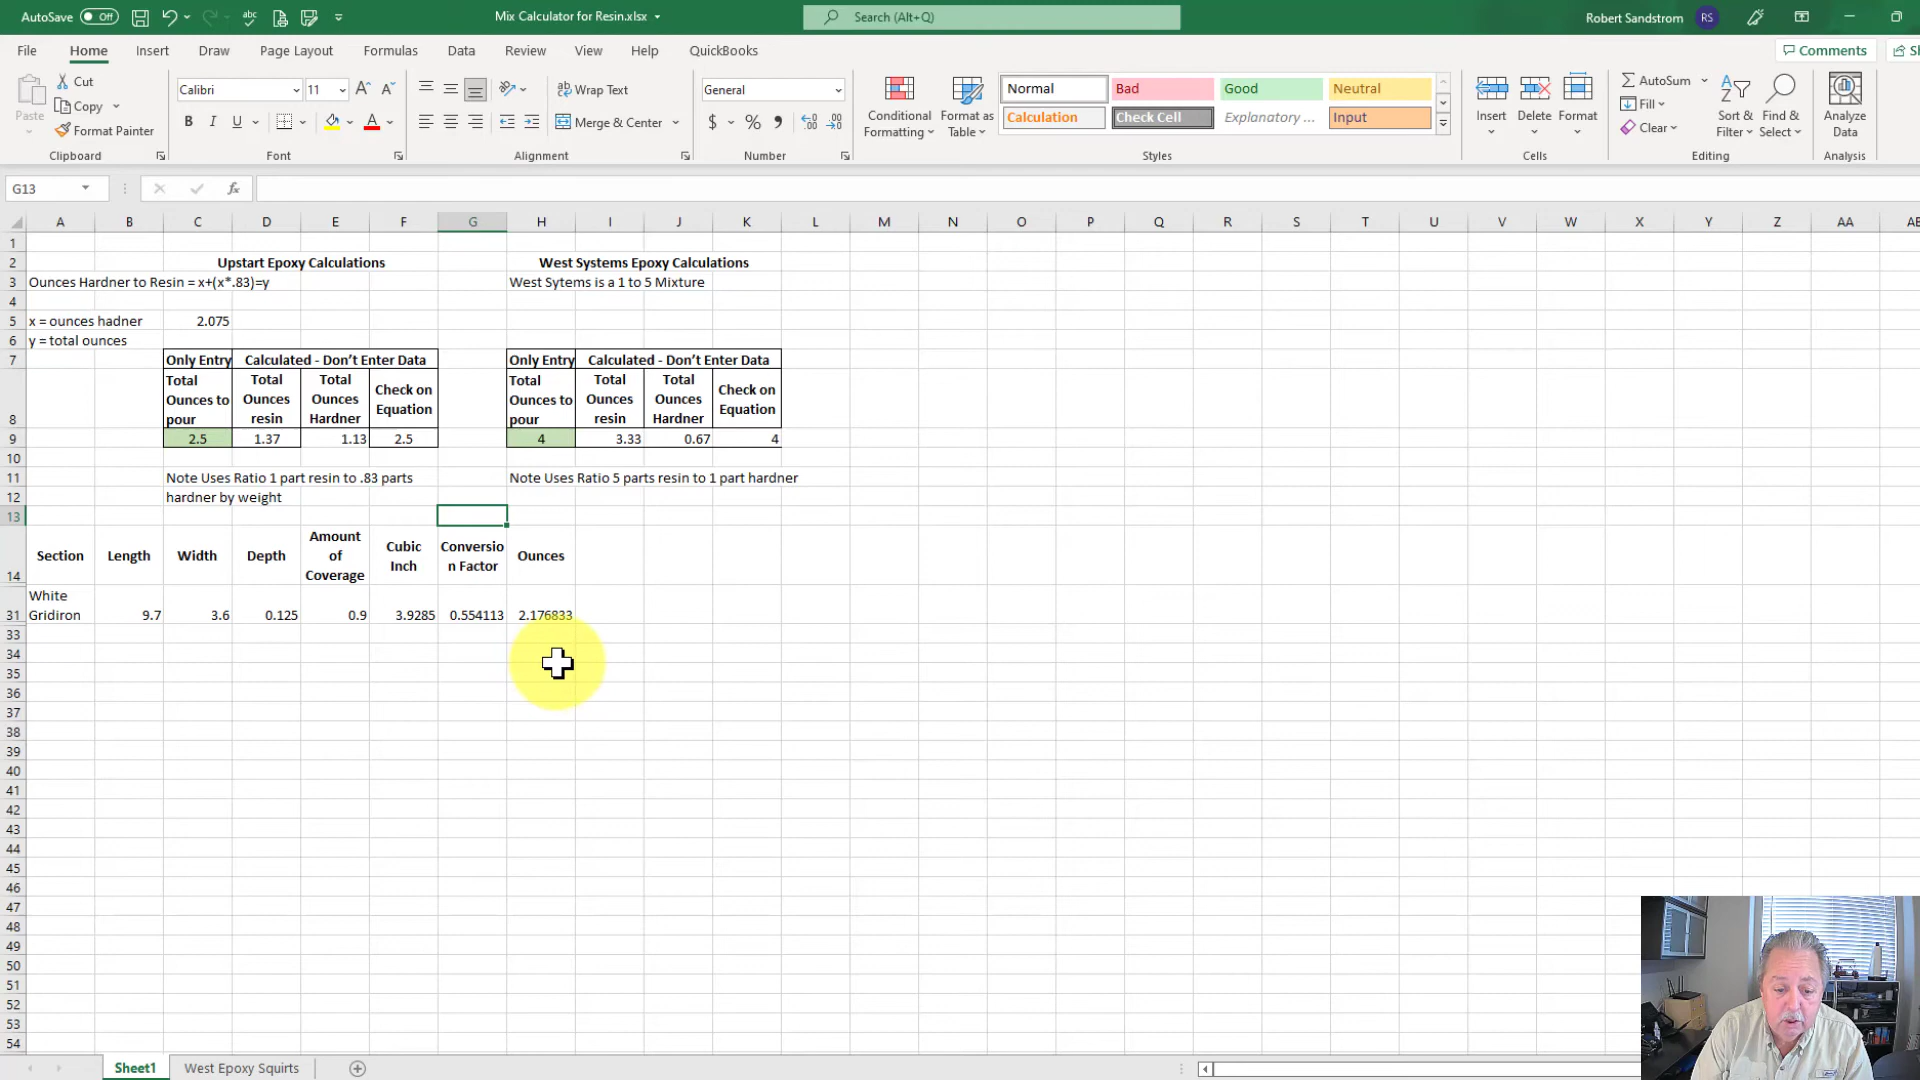 AutoSave Off
Mix Calculator for Resin.xlsx
Search (Alt+Q)
Robert Sandstrom RS
File Home Insert Draw Page Layout Formulas Data Review View Help QuickBooks
Comments
Paste
Cut
Copy
Format Painter
Clipboard
Calibri 11
B I U
Font
Wrap Text
Merge & Center
Alignment
General
$ % 
Number
Conditional Formatting
Format as Table
Normal Bad Good Neutral
Calculation Check Cell Explanatory ... Input
Styles
Insert Delete Format
Cells
AutoSum
Fill
Clear
Sort & Filter
Find & Select
Editing
Analyze Data
Analysis
G13
fx
A B C D E F G H I J K L M N O P Q R S T U V W X Y Z AA
1
2 Upstart Epoxy Calculations West Systems Epoxy Calculations
3 Ounces Hardner to Resin = x+(x*.83)=y West Sytems is a 1 to 5 Mixture
4
5 x = ounces hadner 2.075
6 y = total ounces
7 Only Entry Calculated - Don't Enter Data Only Entry Calculated - Don't Enter Data
8 Total Ounces to pour Total Ounces resin Total Ounces Hardner Check on Equation Total Ounces to pour Total Ounces resin Total Ounces Hardner Check on Equation
9 2.5 1.37 1.13 2.5 4 3.33 0.67 4
10
11 Note Uses Ratio 1 part resin to .83 parts Note Uses Ratio 5 parts resin to 1 part hardner
12 hardner by weight
13
14 Section Length Width Depth Amount of Coverage Cubic Inch Conversion Factor Ounces
31 White Gridiron 9.7 3.6 0.125 0.9 3.9285 0.554113 2.176833
33
34
35
36
37
38
39
40
41
42
43
44
45
46
47
48
49
50
51
52
53
54
Sheet1 West Epoxy Squirts